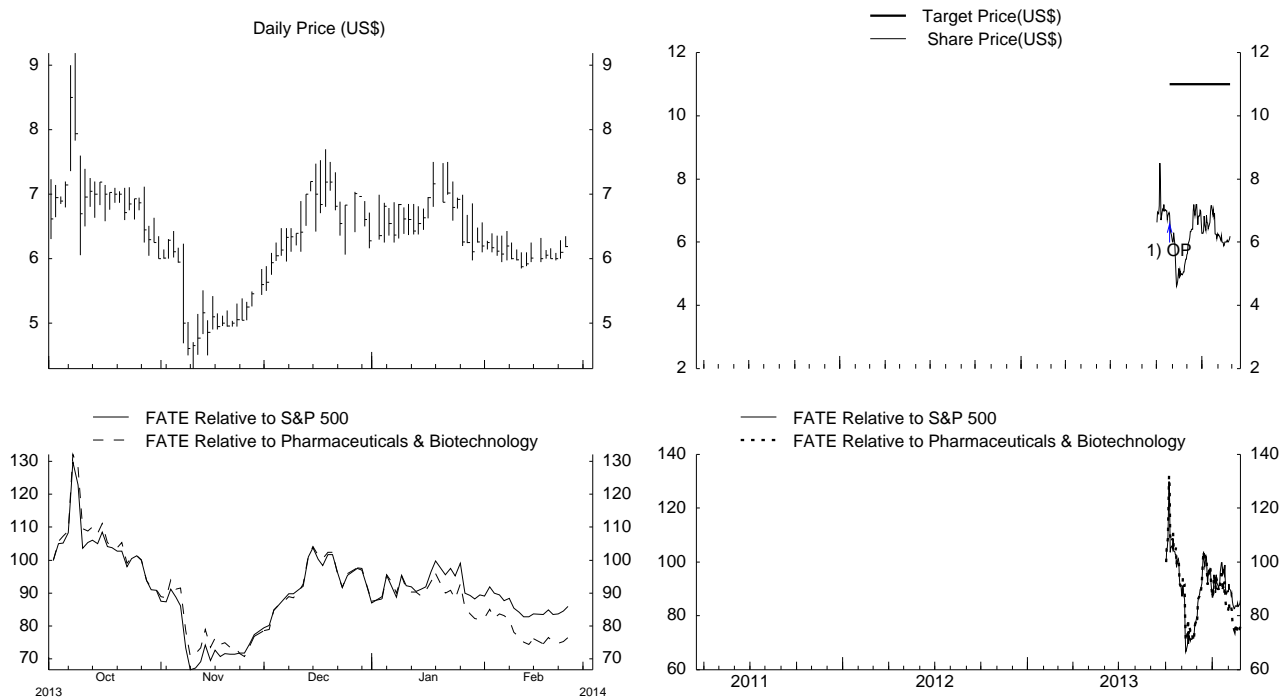 Daily Price (US$)
9 9
8 8
7 7
6 6
5 5
Target Price(US$)
Share Price(US$)
12 12
10 10
8 8
6 6
4 4
2 2
1) OP
FATE Relative to S&P 500
FATE Relative to Pharmaceuticals & Biotechnology
130 130
120 120
110 110
100 100
90 90
80 80
70 70
Oct Nov Dec Jan Feb
2013 2014
FATE Relative to S&P 500
FATE Relative to Pharmaceuticals & Biotechnology
140 140
120 120
100 100
80 80
60 60
2011 2012 2013